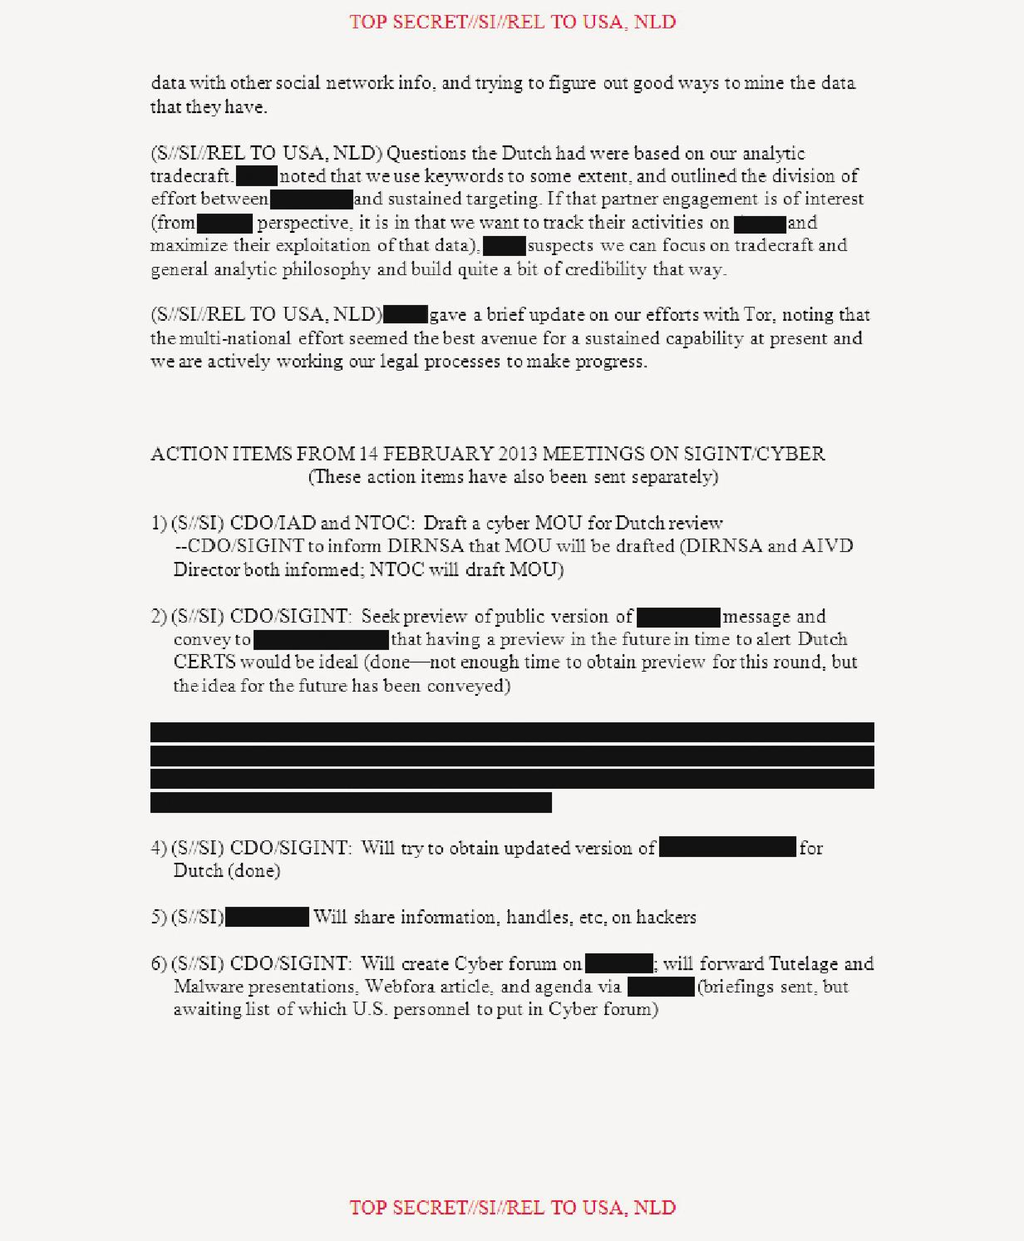 TOP SECRET//SI//REL TO USA, NLD
data with other social network info, and trying to figure out good ways to mine the data
that they have.
(S//SI//REL TO USA, NLD) Questions the Dutch had were based on our analytic
tradecraft. noted that we use keywords to some extent, and outlined the division of
effort between and sustained targeting. If that partner engagement is of interest
(from perspective, it is in that we want to track their activities on and
maximize their exploitation of that data), suspects we can focus on tradecraft and
general analytic philosophy and build quite a bit of credibility that way.
(S//SI//REL TO USA, NLD) gave a brief update on our efforts with Tor, noting that
the multi-national effort seemed the best avenue for a sustained capability at present and
we are actively working our legal processes to make progress.
ACTION ITEMS FROM 14 FEBRUARY 2013 MEETINGS ON SIGINT/CYBER
(These action items have also been sent separately)
1) (S//SI) CDO/IAD and NTOC: Draft a cyber MOU for Dutch review
--CDO/SIGINT to inform DIRNSA that MOU will be drafted (DIRNSA and AIVD
Director both informed; NTOC will draft MOU)
2) (S//SI) CDO/SIGINT: Seek preview of public version of message and
convey to that having a preview in the future in time to alert Dutch
CERTS would be ideal (done—not enough time to obtain preview for this round, but
the idea for the future has been conveyed)
4) (S//SI) CDO/SIGINT: Will try to obtain updated version of for
Dutch (done)
5) (S//SI) Will share information, handles, etc, on hackers
6) (S//SI) CDO/SIGINT: Will create Cyber forum on ; will forward Tutelage and
Malware presentations, Webfora article, and agenda via (briefings sent, but
awaiting list of which U.S. personnel to put in Cyber forum)
TOP SECRET//SI//REL TO USA, NLD